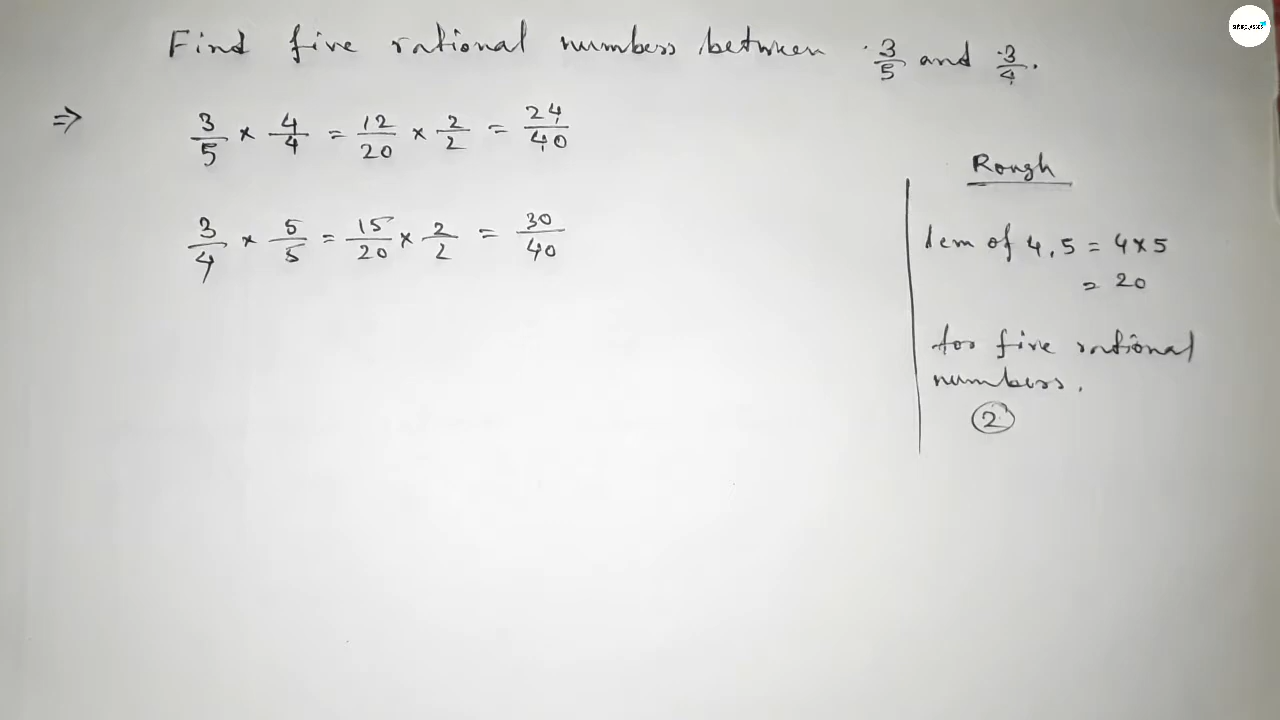 Find five rational numbers between 3/5 and 3/4.
⇒ 3/5 × 4/4 = 12/20 × 2/2 = 24/40
3/4 × 5/5 = 15/20 × 2/2 = 30/40
Rough
lcm of 4, 5 = 4×5
= 20
for five rational
numbers.
2